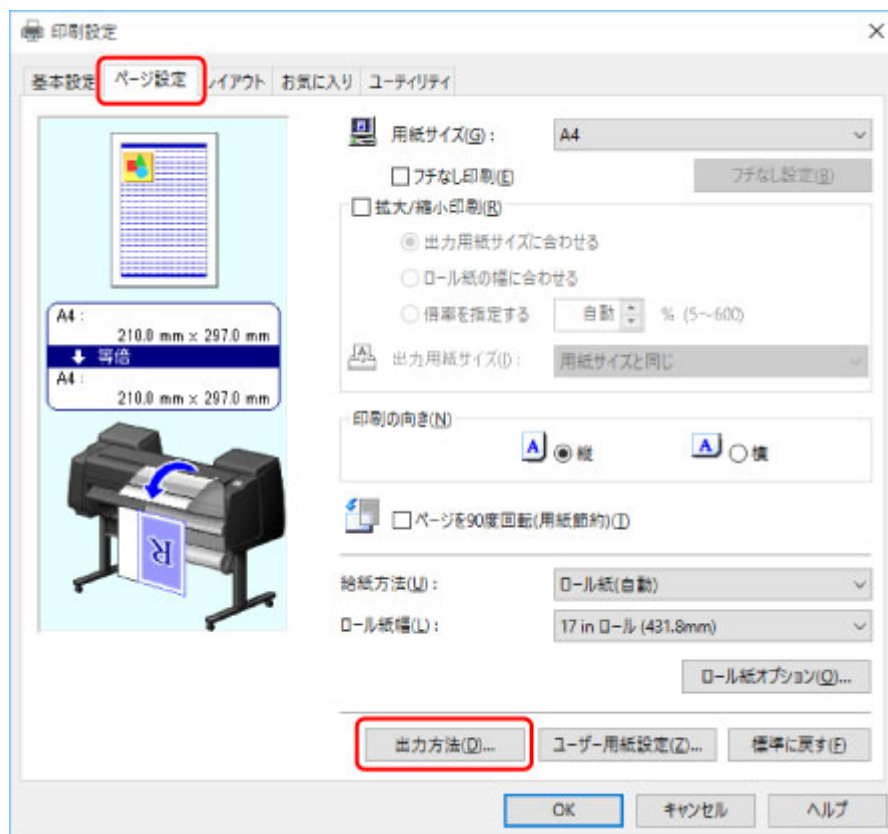 印刷設定
基本設定 ページ設定 レイアウト お気に入り ユーティリティ
用紙サイズ(G): A4
フチなし印刷(E) フチなし設定(B)
拡大/縮小印刷(R)
出力用紙サイズに合わせる
ロール紙の幅に合わせる
倍率を指定する 自動 % (5~600)
出力用紙サイズ(I): 用紙サイズと同じ
A4:
210.0 mm × 297.0 mm
等倍
A4:
210.0 mm × 297.0 mm
印刷の向き(N)
A 縦 A 横
R
ページを90度回転(用紙節約)(T)
給紙方法(U): ロール紙(自動)
ロール紙幅(L): 17 in ロール (431.8mm)
ロール紙オプション(O)...
出力方法(D)... ユーザー用紙設定(Z)... 標準に戻す(F)
OK キャンセル ヘルプ